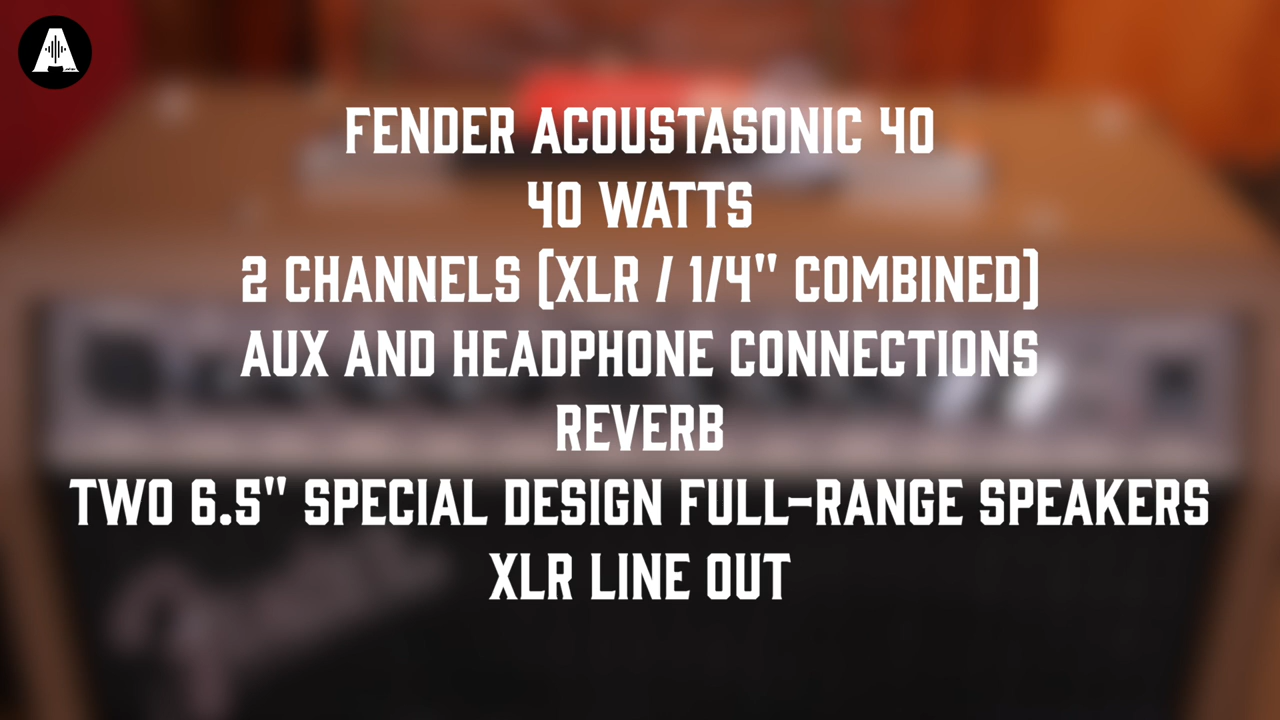 FENDER ACOUSTASONIC 40
40 WATTS
2 CHANNELS (XLR / 1/4" COMBINED)
AUX AND HEADPHONE CONNECTIONS
REVERB
TWO 6.5" SPECIAL DESIGN FULL-RANGE SPEAKERS
XLR LINE OUT